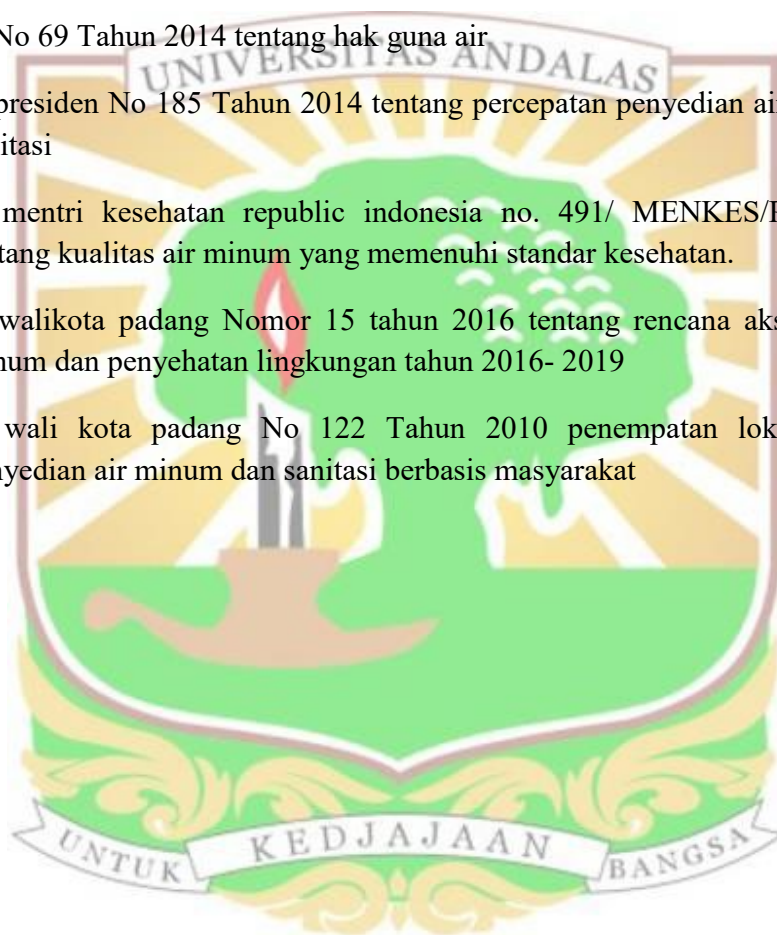 No 69 Tahun 2014 tentang hak guna air
UNIVERSITAS ANDALAS
presiden No 185 Tahun 2014 tentang percepatan penyedian air
itasi
mentri kesehatan republic indonesia no. 491/ MENKES/P
tang kualitas air minum yang memenuhi standar kesehatan.
walikota padang Nomor 15 tahun 2016 tentang rencana aks
num dan penyehatan lingkungan tahun 2016- 2019
wali kota padang No 122 Tahun 2010 penempatan lok
nyedian air minum dan sanitasi berbasis masyarakat
UNTUK KEDJAJAAN BANGSA